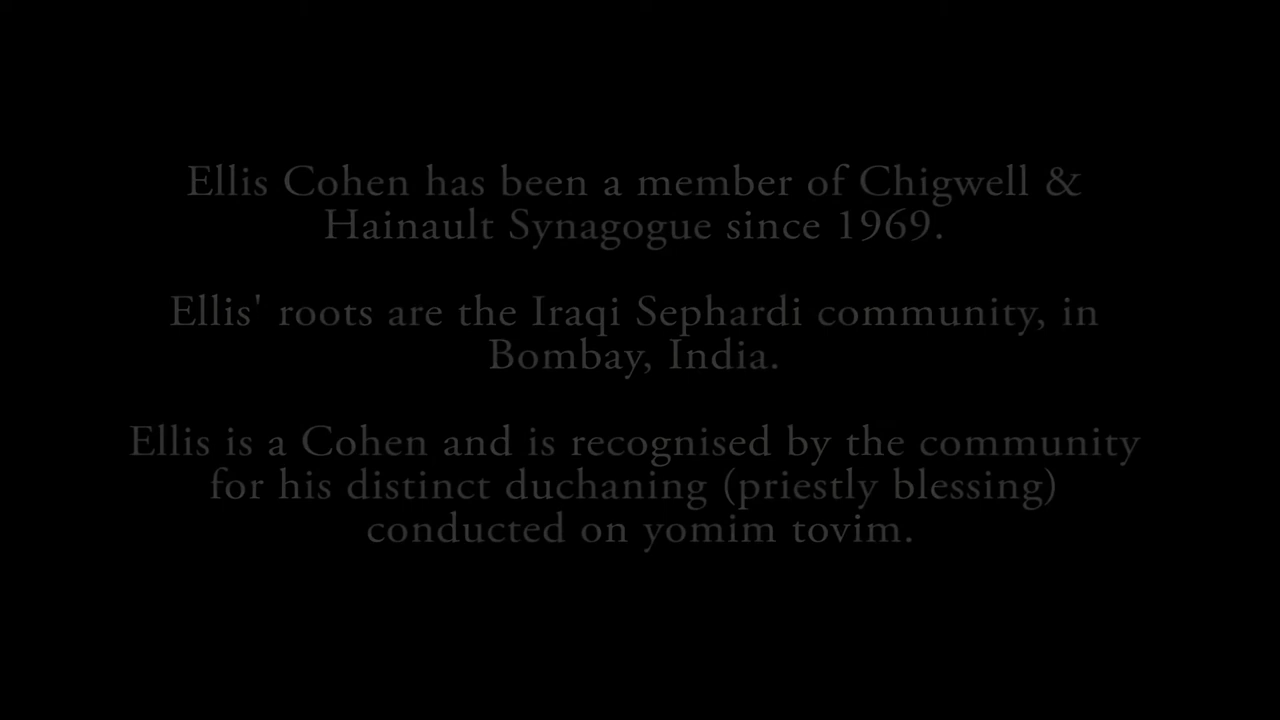 Ellis Cohen has been a member of Chigwell &
Hainault Synagogue since 1969.
Ellis' roots are the Iraqi Sephardi community, in
Bombay, India.
Ellis is a Cohen and is recognised by the community
for his distinct duchaning (priestly blessing)
conducted on yomim tovim.